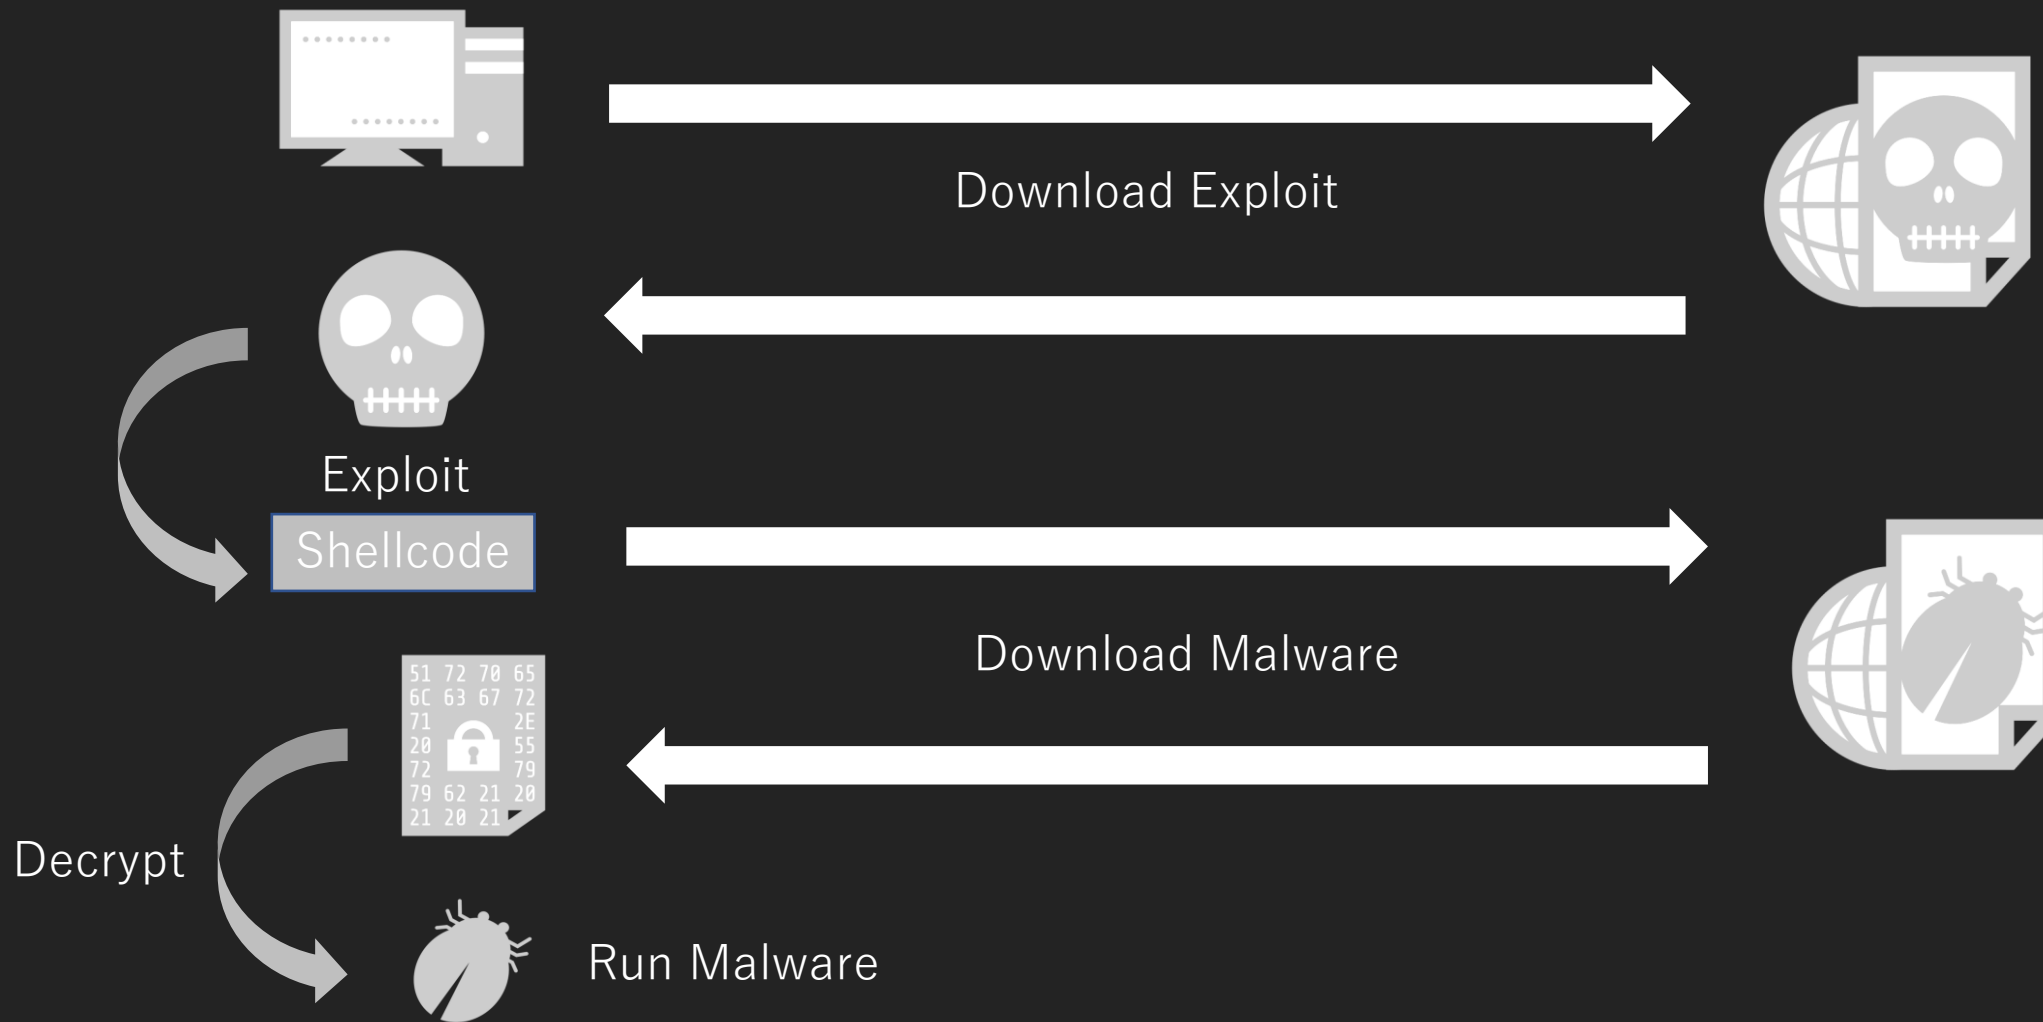 Download Exploit
Exploit
Shellcode
Download Malware
51 72 70 65
6C 63 67 72
71 2E
20 55
72 79
79 62 21 20
21 20 21
Decrypt
Run Malware